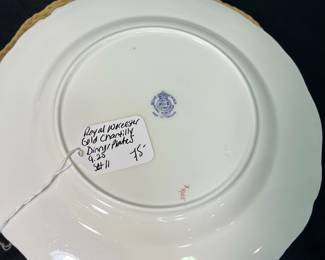 Royal Worcester
Gold Chantilly
Dinner Plates
9.25
Set 11
75-